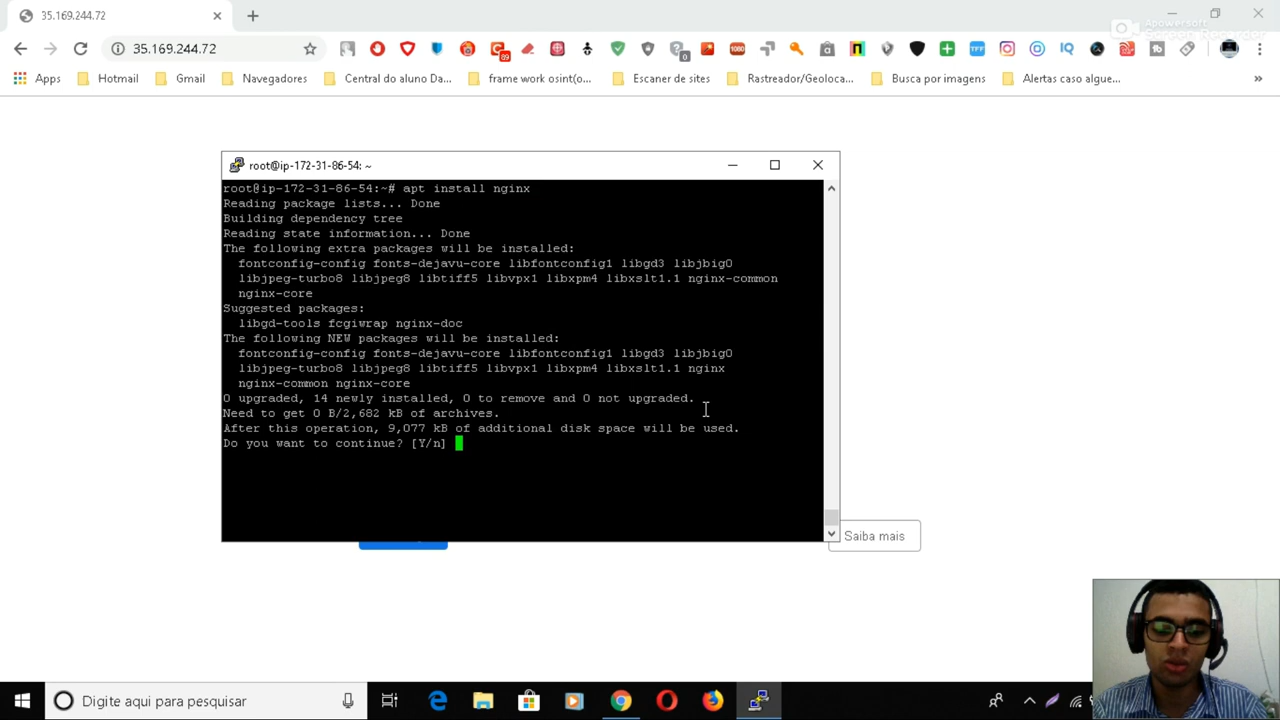 35.169.244.72
Apowersoft
Screen Recorder
35.169.244.72
89
0
1080
TFF
IQ
Apps
Hotmail
Gmail
Navegadores
Central do aluno Da...
frame work osint(o...
Escaner de sites
Rastreador/Geoloca...
Busca por imagens
Alertas caso algue...
root@ip-172-31-86-54: ~
root@ip-172-31-86-54:~# apt install nginx
Reading package lists... Done
Building dependency tree
Reading state information... Done
The following extra packages will be installed:
fontconfig-config fonts-dejavu-core libfontconfig1 libgd3 libjbig0
libjpeg-turbo8 libjpeg8 libtiff5 libvpx1 libxpm4 libxslt1.1 nginx-common
nginx-core
Suggested packages:
libgd-tools fcgiwrap nginx-doc
The following NEW packages will be installed:
fontconfig-config fonts-dejavu-core libfontconfig1 libgd3 libjbig0
libjpeg-turbo8 libjpeg8 libtiff5 libvpx1 libxpm4 libxslt1.1 nginx
nginx-common nginx-core
0 upgraded, 14 newly installed, 0 to remove and 0 not upgraded.
Need to get 0 B/2,682 kB of archives.
After this operation, 9,077 kB of additional disk space will be used.
Do you want to continue? [Y/n]
Saiba mais
Digite aqui para pesquisar